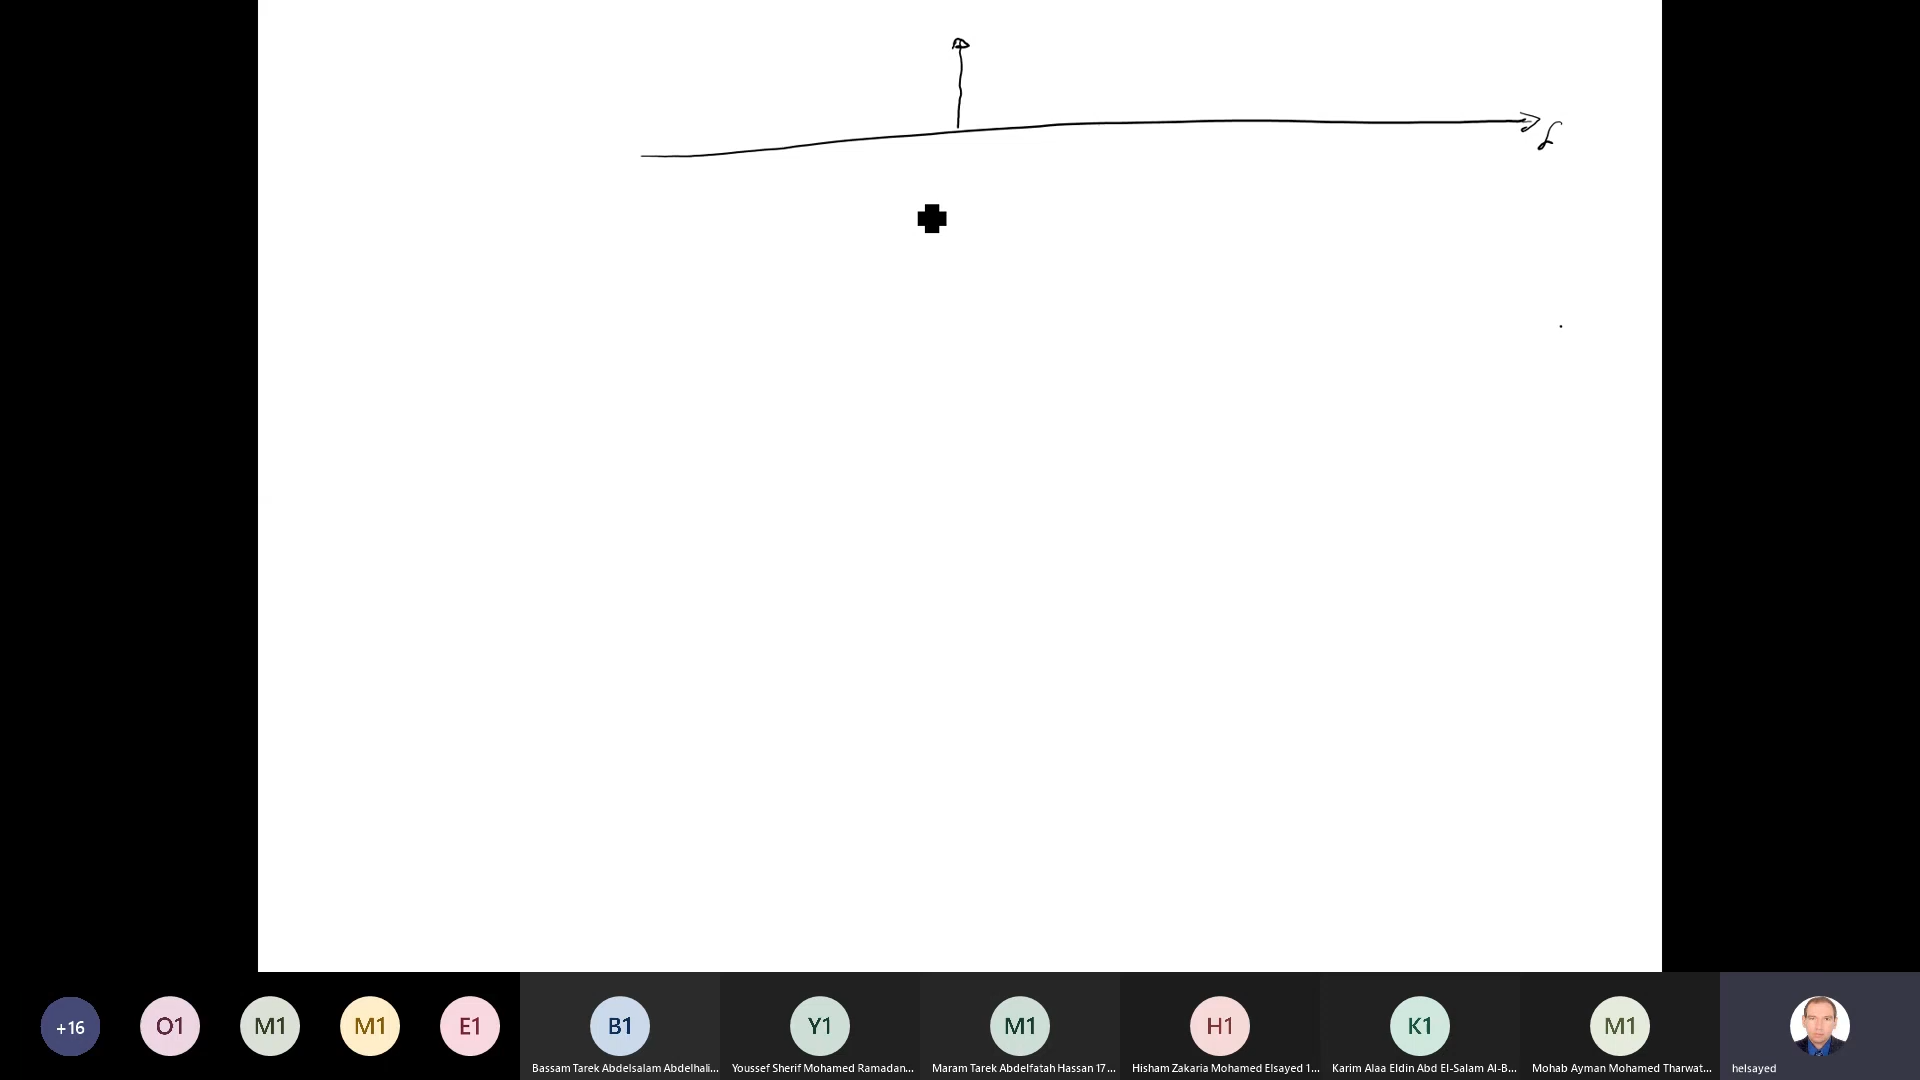 f
+16
O1
M1
M1
E1
B1
Y1
M1
H1
K1
M1
Bassam Tarek Abdelsalam Abdelhali...
Youssef Sherif Mohamed Ramadan...
Maram Tarek Abdelfatah Hassan 17...
Hisham Zakaria Mohamed Elsayed 1...
Karim Alaa Eldin Abd El-Salam Al-B...
Mohab Ayman Mohamed Tharwat...
helsayed